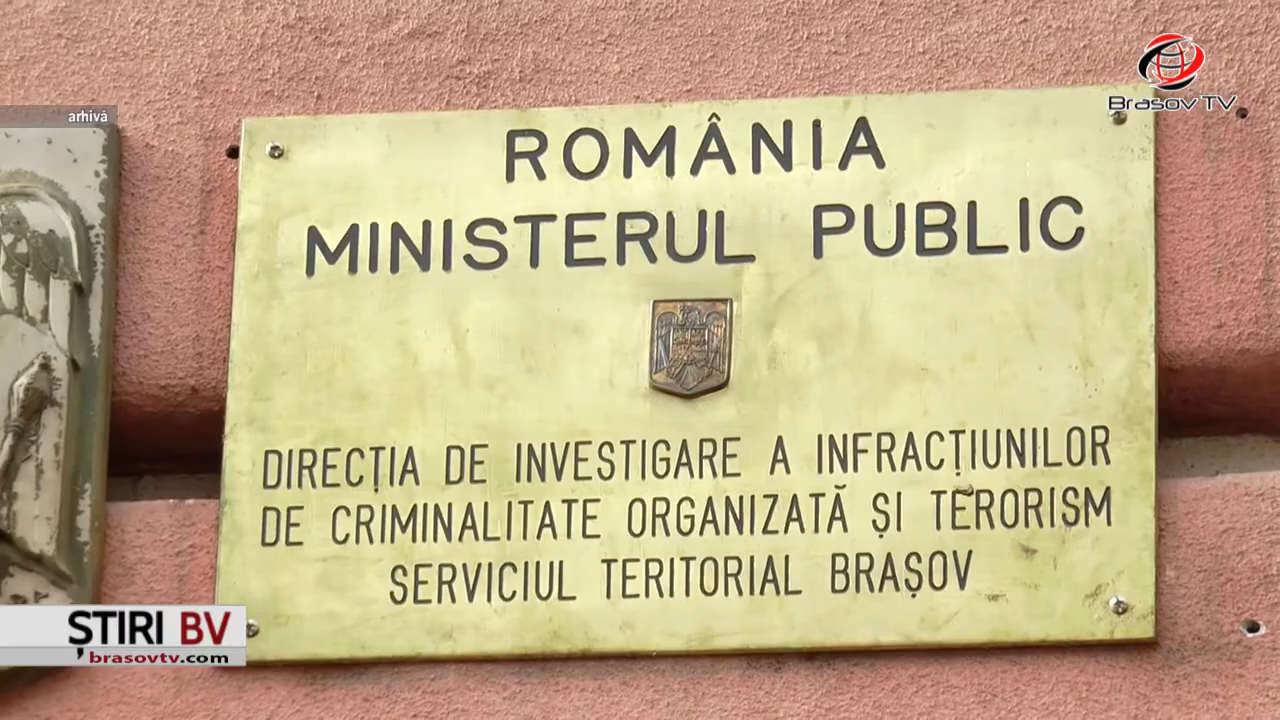 Brasov TV
arhivă
ROMÂNIA
MINISTERUL PUBLIC
DIRECȚIA DE INVESTIGARE A INFRACȚIUNILOR
DE CRIMINALITATE ORGANIZATĂ ȘI TERORISM
SERVICIUL TERITORIAL BRAȘOV
ȘTIRI BV
brasovtv.com